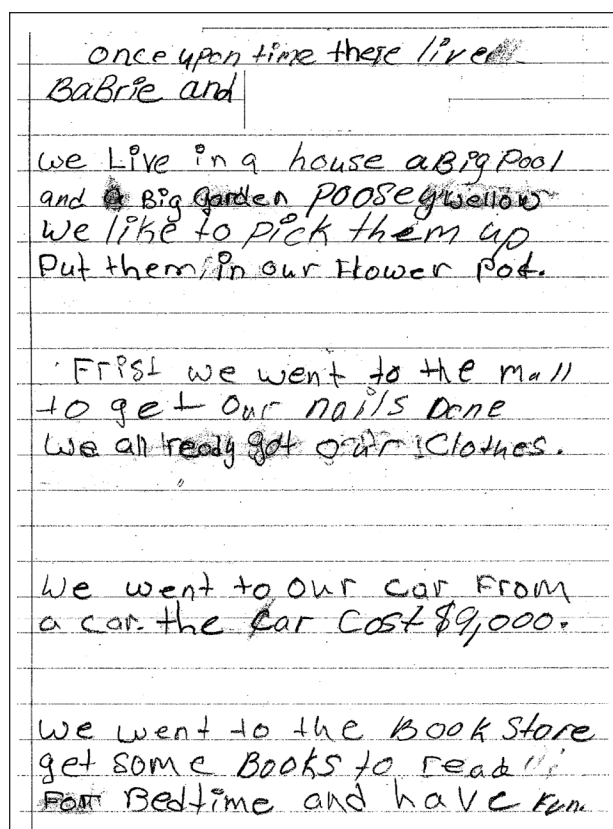 once upon time there live
BaBrie and
we Live in a house a Big Pool
and a Big Garden Poosey wellow
We like to pick them up
Put them in our Flower Pot.
Frist we went to the mall
to get our nails Done
We all ready got our Clothes.
We went to our car From
a car. the Car Cost $9,000.
We went to the Book Store
get some Books to read
For Bedtime and have Fun.